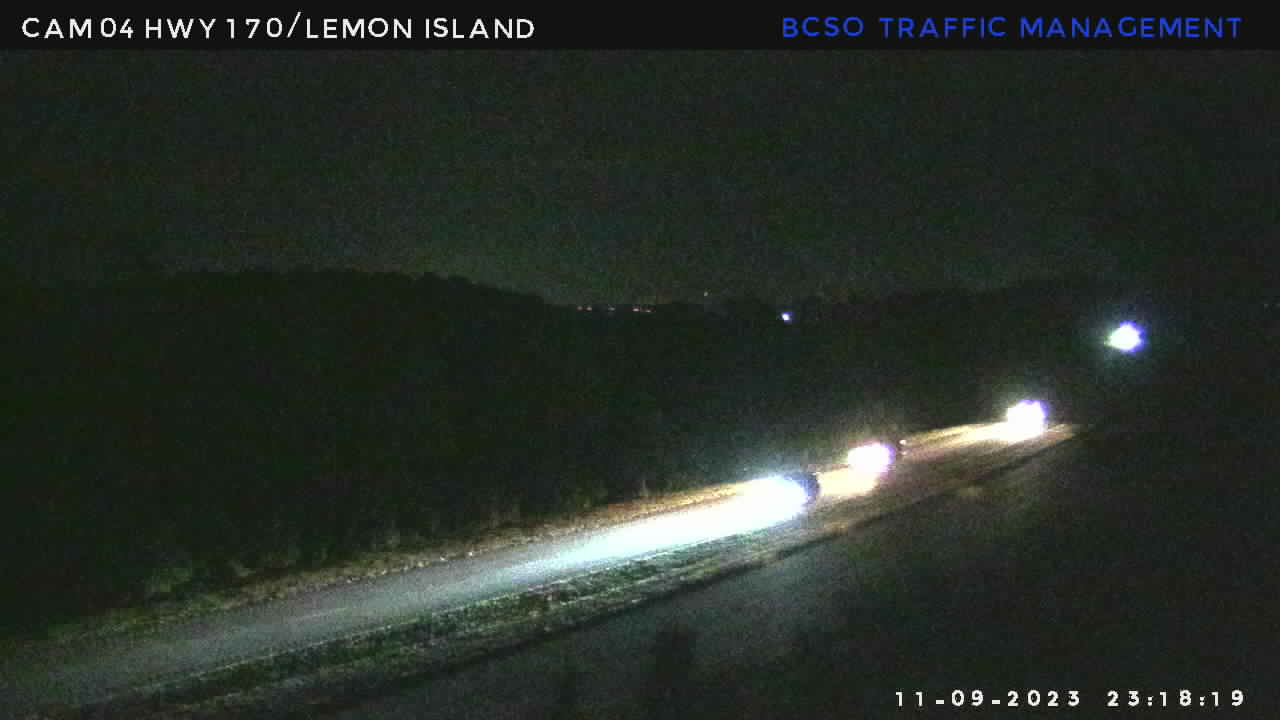 CAM04 HWY 170/LEMON ISLAND
BCSO TRAFFIC MANAGEMENT
11-09-2023 23:18:19